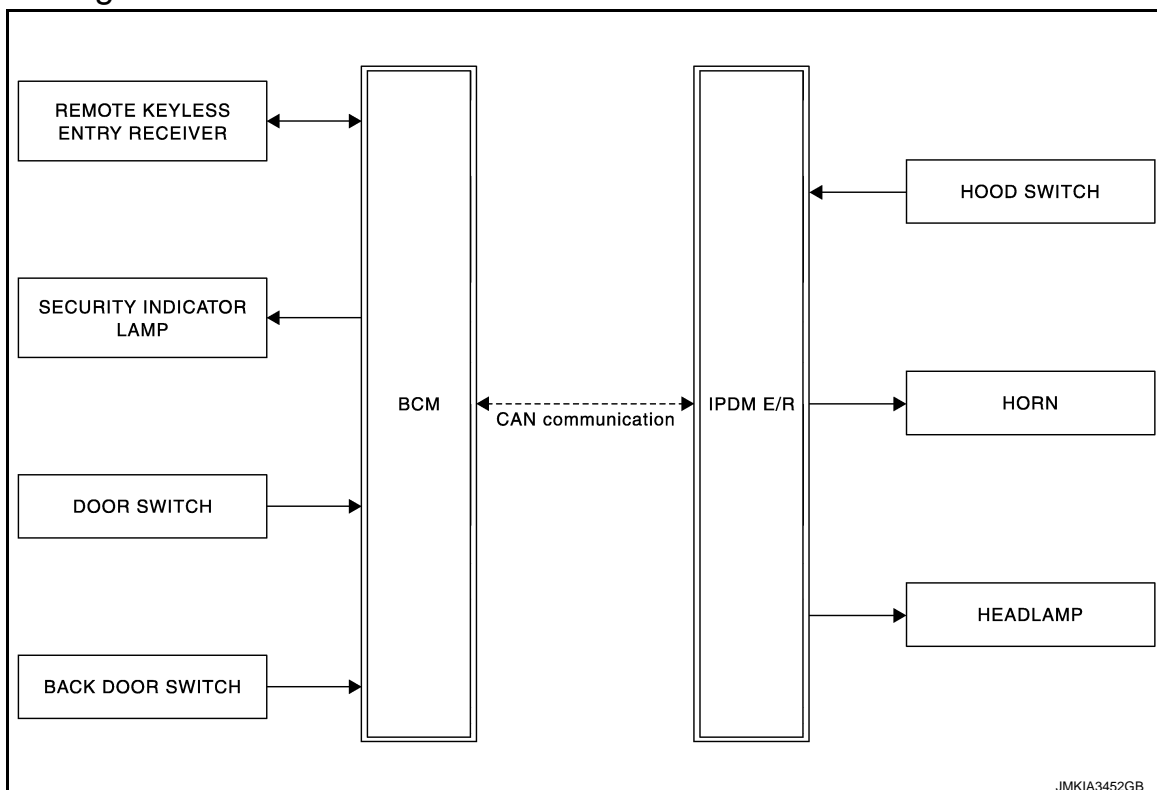 REMOTE KEYLESS
ENTRY RECEIVER
SECURITY INDICATOR
LAMP
DOOR SWITCH
BACK DOOR SWITCH
BCM
CAN communication
IPDM E/R
HOOD SWITCH
HORN
HEADLAMP
JMKIA3452GB